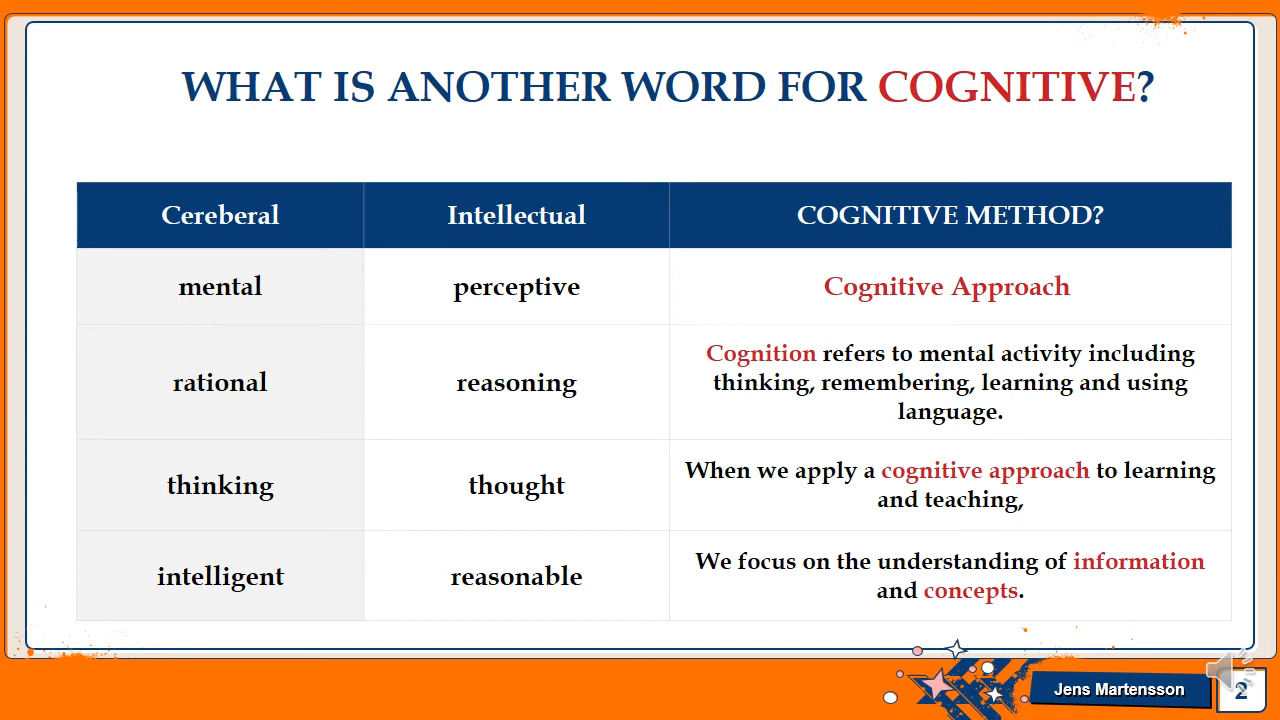 WHAT IS ANOTHER WORD FOR COGNITIVE?
Cereberal
Intellectual
COGNITIVE METHOD?
mental
perceptive
Cognitive Approach
rational
reasoning
Cognition refers to mental activity including
thinking, remembering, learning and using
language.
thinking
thought
When we apply a cognitive approach to learning
and teaching,
intelligent
reasonable
We focus on the understanding of information
and concepts.
Jens Martensson
2